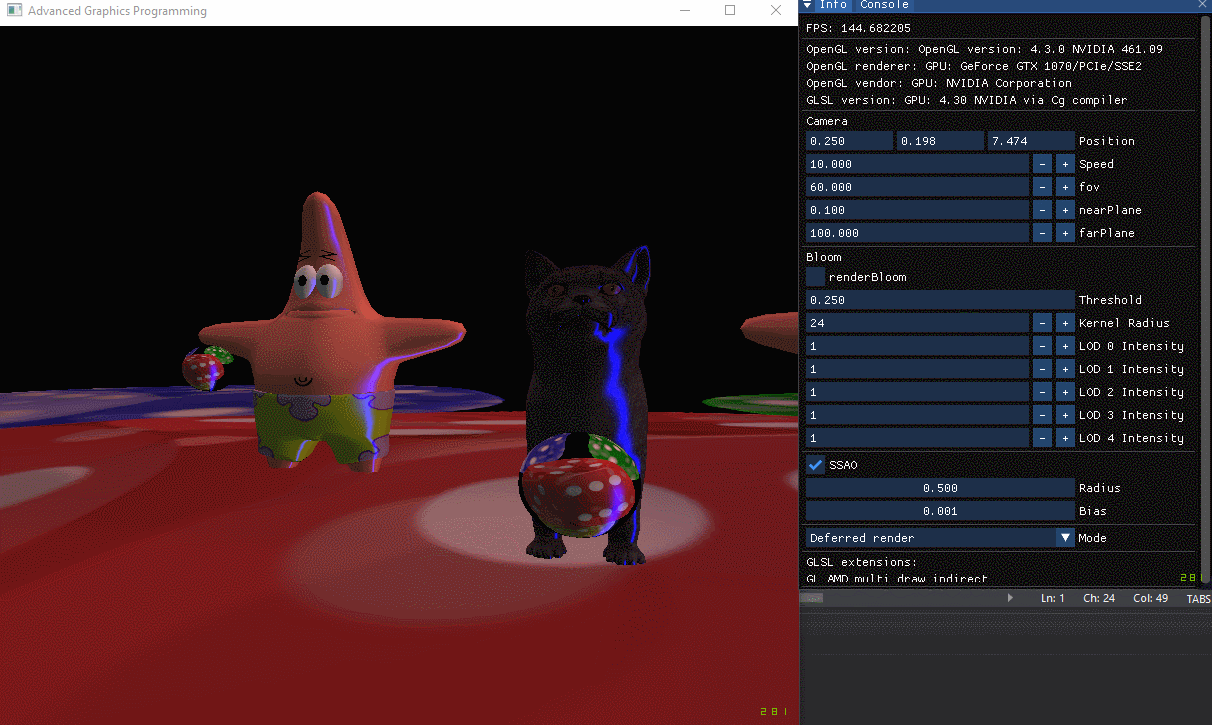 Advanced Graphics Programming
Info Console
FPS: 144.682205
OpenGL version: OpenGL version: 4.3.0 NVIDIA 461.09
OpenGL renderer: GPU: GeForce GTX 1070/PCIe/SSE2
OpenGL vendor: GPU: NVIDIA Corporation
GLSL version: GPU: 4.30 NVIDIA via Cg compiler
Camera
0.250 0.198 7.474 Position
10.000 - + Speed
60.000 - + fov
0.100 - + nearPlane
100.000 - + farPlane
Bloom
renderBloom
0.250 Threshold
24 - + Kernel Radius
1 - + LOD 0 Intensity
1 - + LOD 1 Intensity
1 - + LOD 2 Intensity
1 - + LOD 3 Intensity
1 - + LOD 4 Intensity
SSAO
0.500 Radius
0.001 Bias
Deferred render Mode
GLSL extensions:
GL_AMD_multi_draw_indirect
28
Ln: 1 Ch: 24 Col: 49 TABS
281